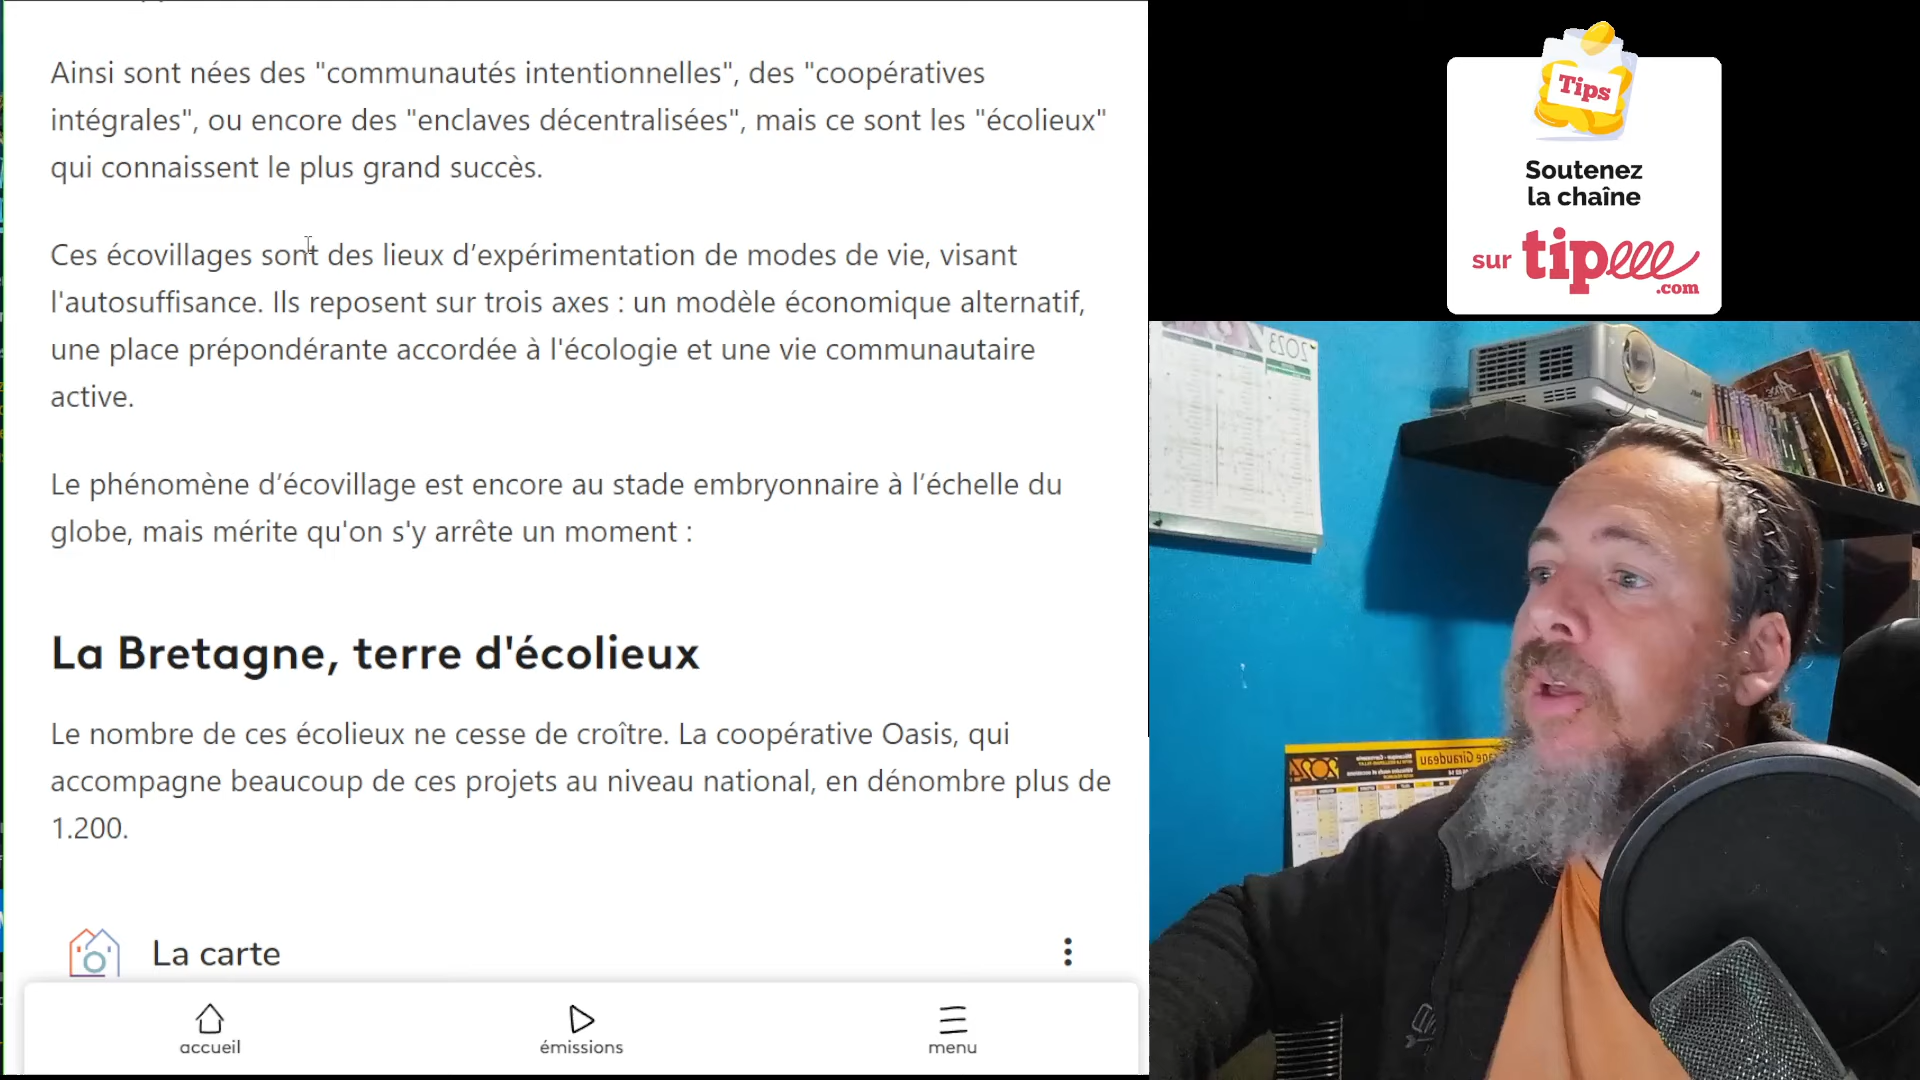 Ainsi sont nées des "communautés intentionnelles", des "coopératives
intégrales", ou encore des "enclaves décentralisées", mais ce sont les "écolieux"
qui connaissent le plus grand succès.
Ces écovillages sont des lieux d’expérimentation de modes de vie, visant
l'autosuffisance. Ils reposent sur trois axes : un modèle économique alternatif,
une place prépondérante accordée à l'écologie et une vie communautaire
active.
Le phénomène d’écovillage est encore au stade embryonnaire à l’échelle du
globe, mais mérite qu'on s'y arrête un moment :
La Bretagne, terre d'écolieux
Le nombre de ces écolieux ne cesse de croître. La coopérative Oasis, qui
accompagne beaucoup de ces projets au niveau national, en dénombre plus de
1.200.
La carte
accueil
émissions
menu
Tips
Soutenez
la chaîne
sur tipeee
.com
2023
2022
Giraudeau